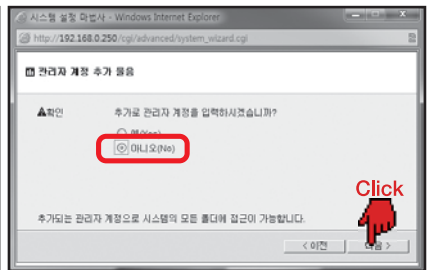 시스템 설정 마법사 - Windows Internet Explorer
http://192.168.0.250/cgi/advanced/system_wizard.cgi
관리자 계정 추가 물음
확인
추가로 관리자 계정을 입력하시겠습니까?
예(yes)
아니오(No)
Click
추가되는 관리자 계정으로 시스템의 모든 폴더에 접근이 가능합니다.
< 이전
다음 >